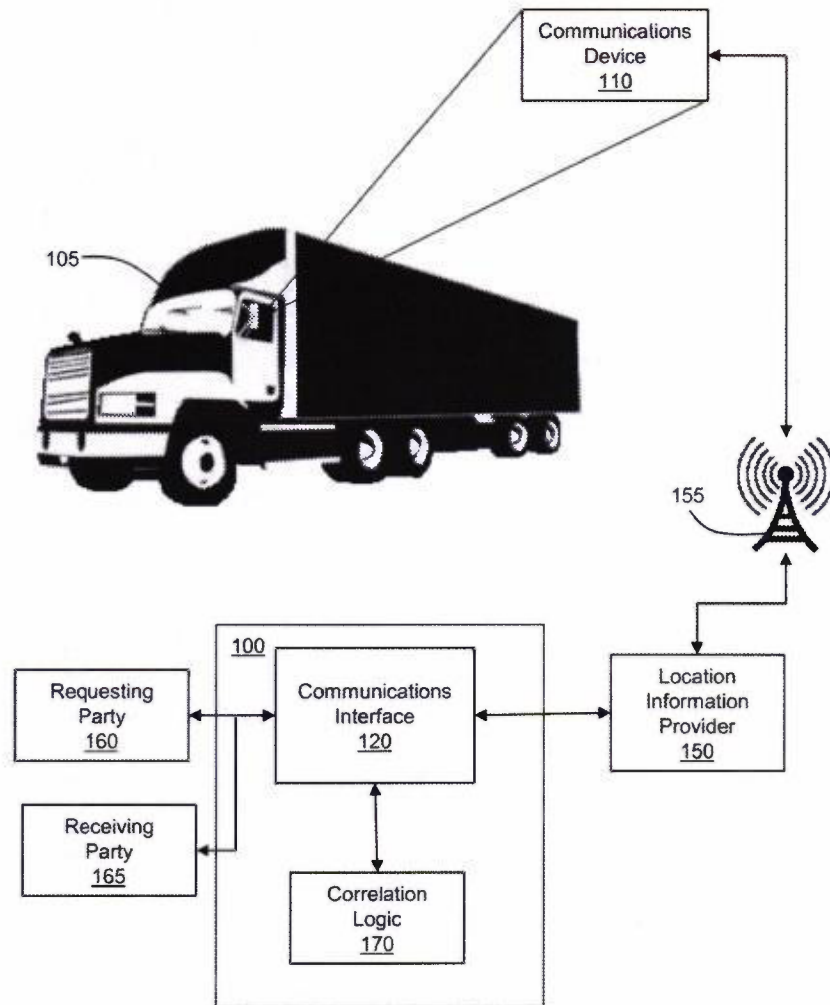 Communications
Device
110
105
155
100
Requesting
Party
160
Communications
Interface
120
Location
Information
Provider
150
Receiving
Party
165
Correlation
Logic
170